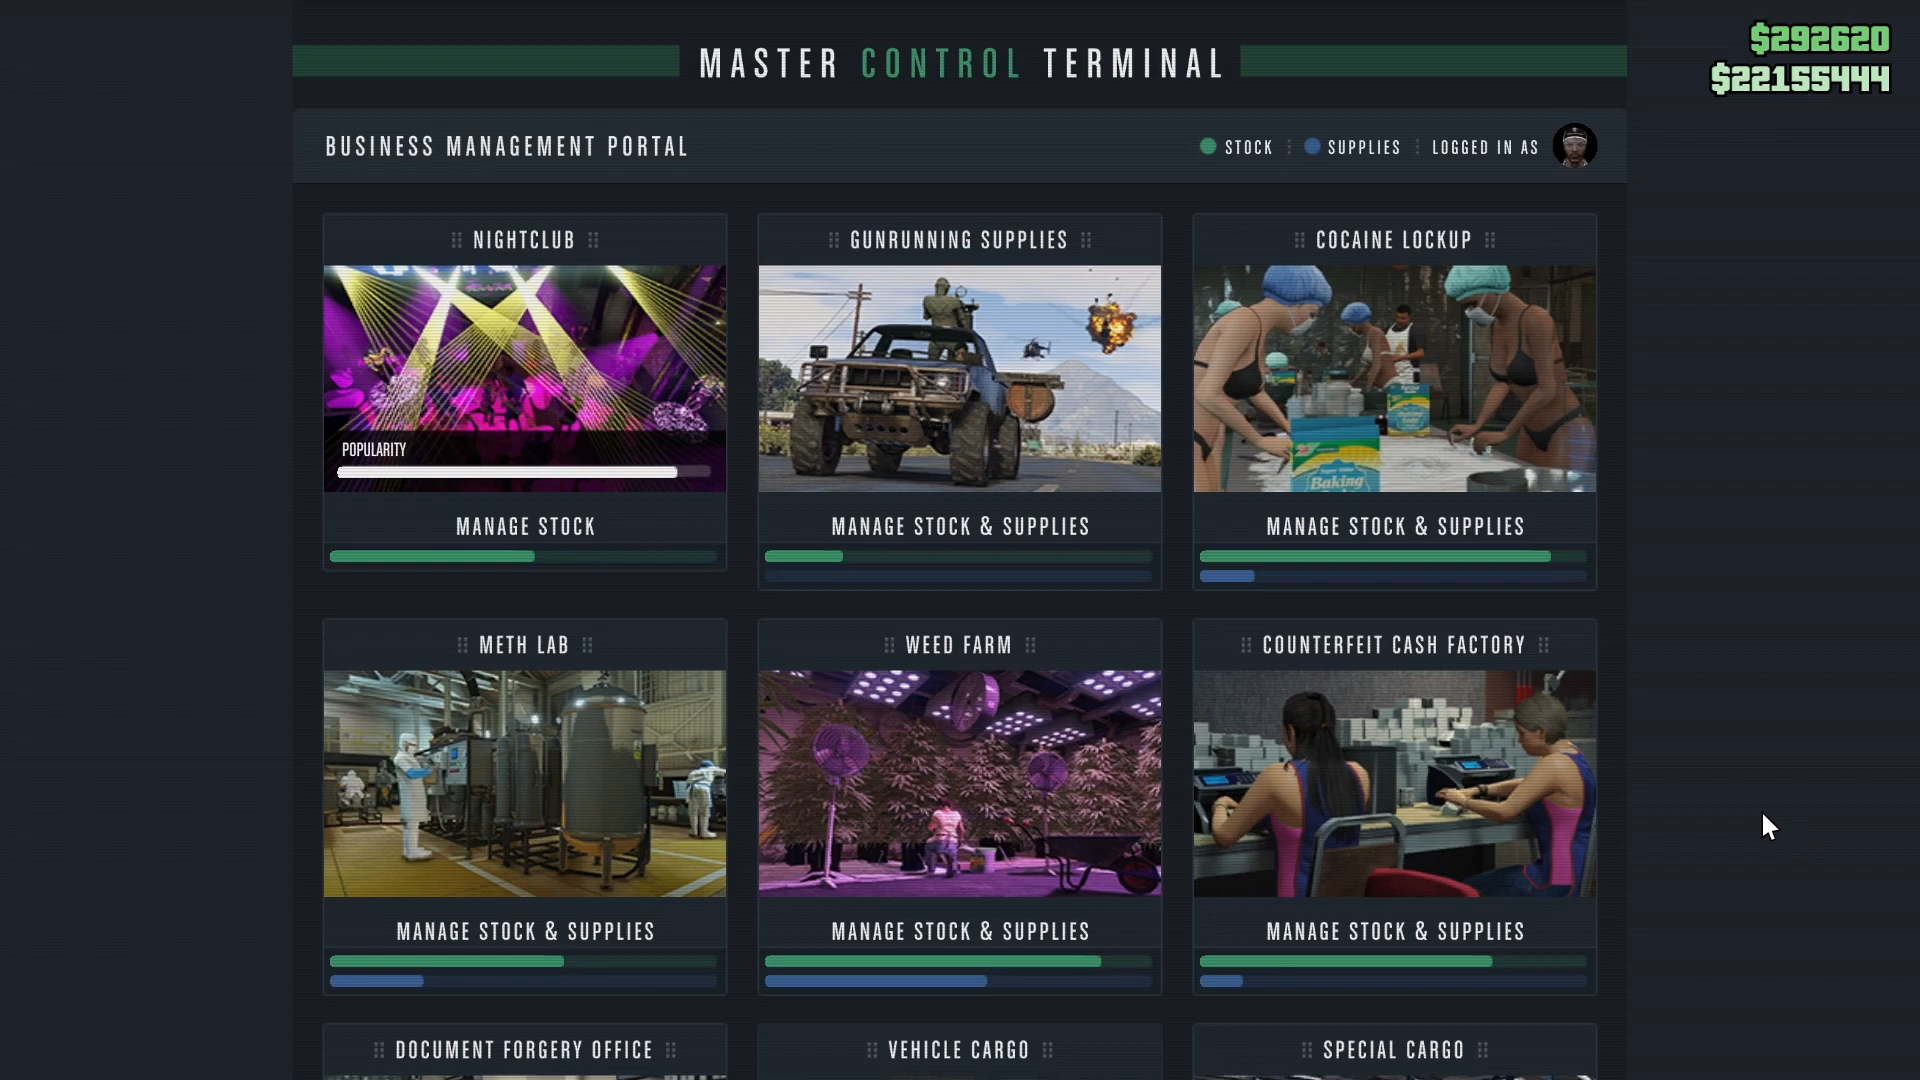 $292620
$22155444
MASTER CONTROL TERMINAL
BUSINESS MANAGEMENT PORTAL
STOCK
SUPPLIES
LOGGED IN AS
NIGHTCLUB
GUNRUNNING SUPPLIES
COCAINE LOCKUP
POPULARITY
Baking
MANAGE STOCK
MANAGE STOCK & SUPPLIES
MANAGE STOCK & SUPPLIES
METH LAB
WEED FARM
COUNTERFEIT CASH FACTORY
MANAGE STOCK & SUPPLIES
MANAGE STOCK & SUPPLIES
MANAGE STOCK & SUPPLIES
DOCUMENT FORGERY OFFICE
VEHICLE CARGO
SPECIAL CARGO